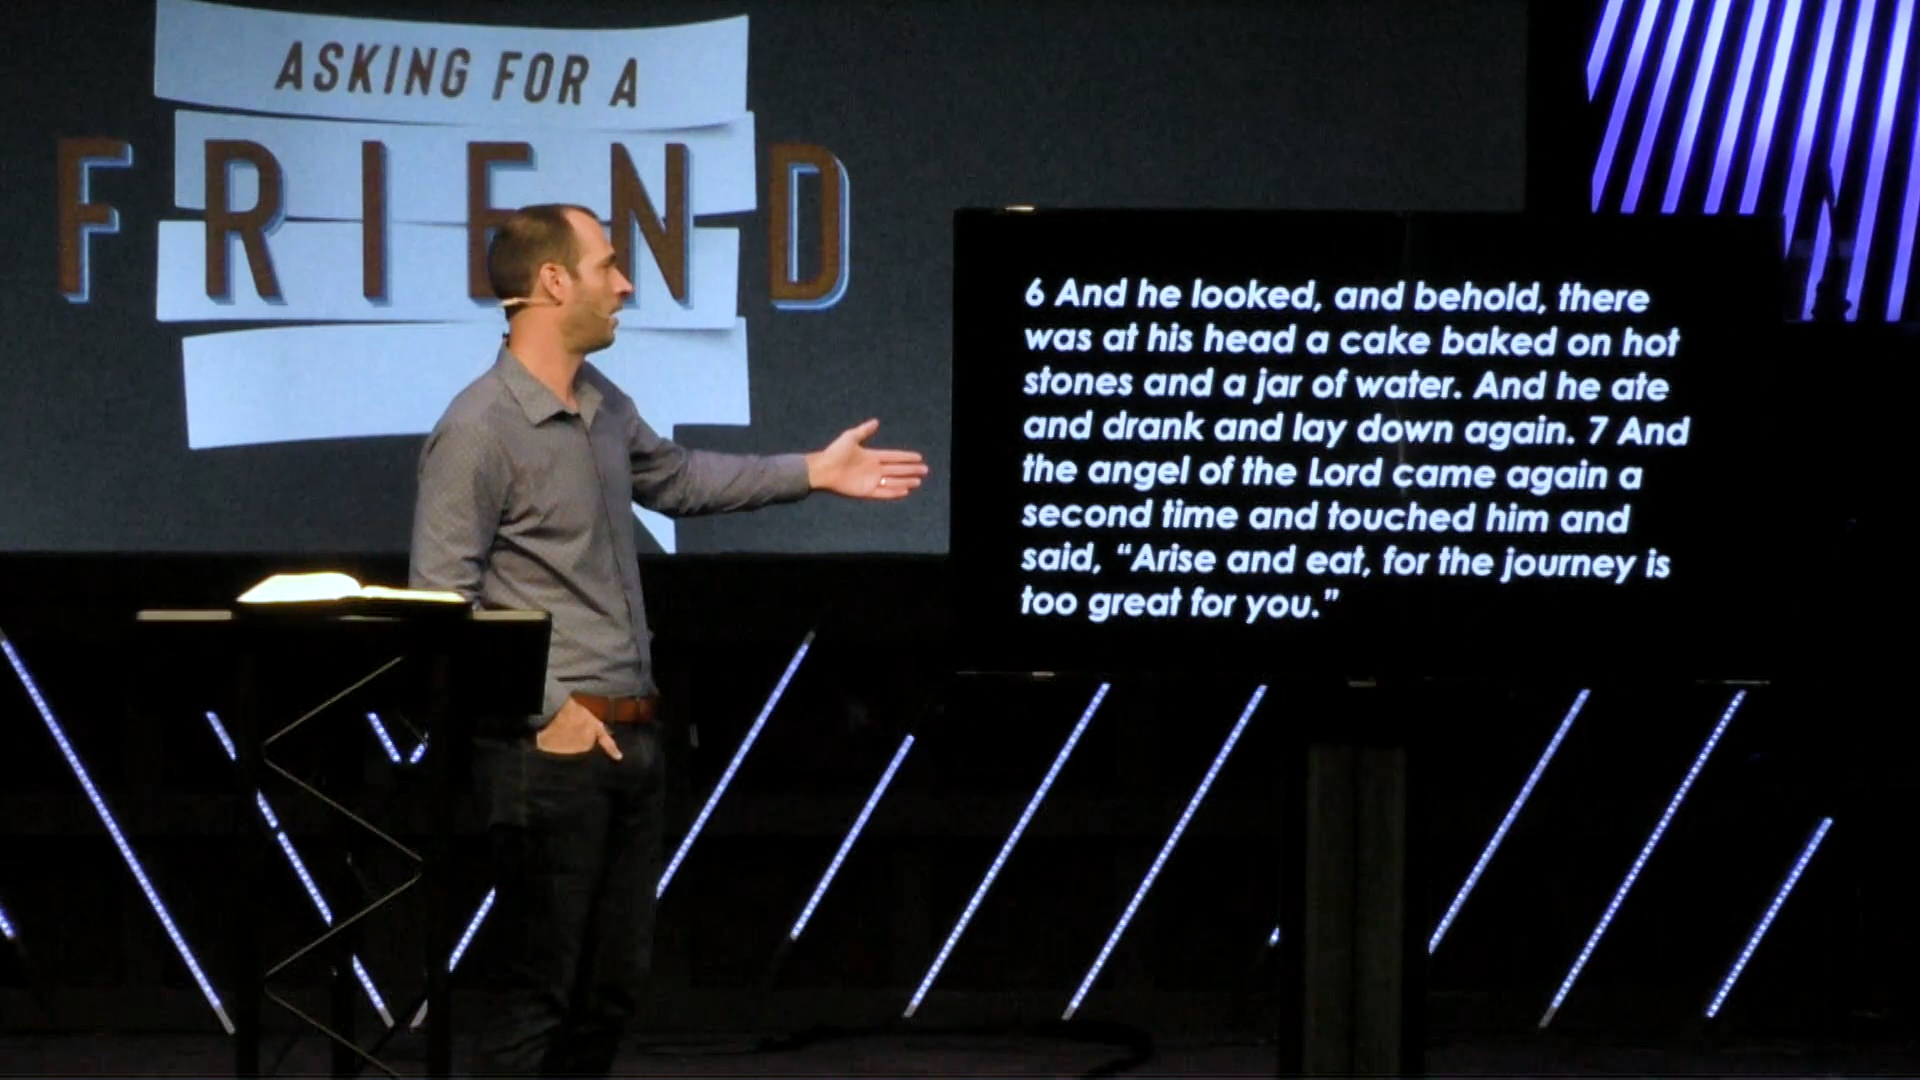 ASKING FOR A
FRIEND
6 And he looked, and behold, there
was at his head a cake baked on hot
stones and a jar of water. And he ate
and drank and lay down again. 7 And
the angel of the Lord came again a
second time and touched him and
said, “Arise and eat, for the journey is
too great for you.”